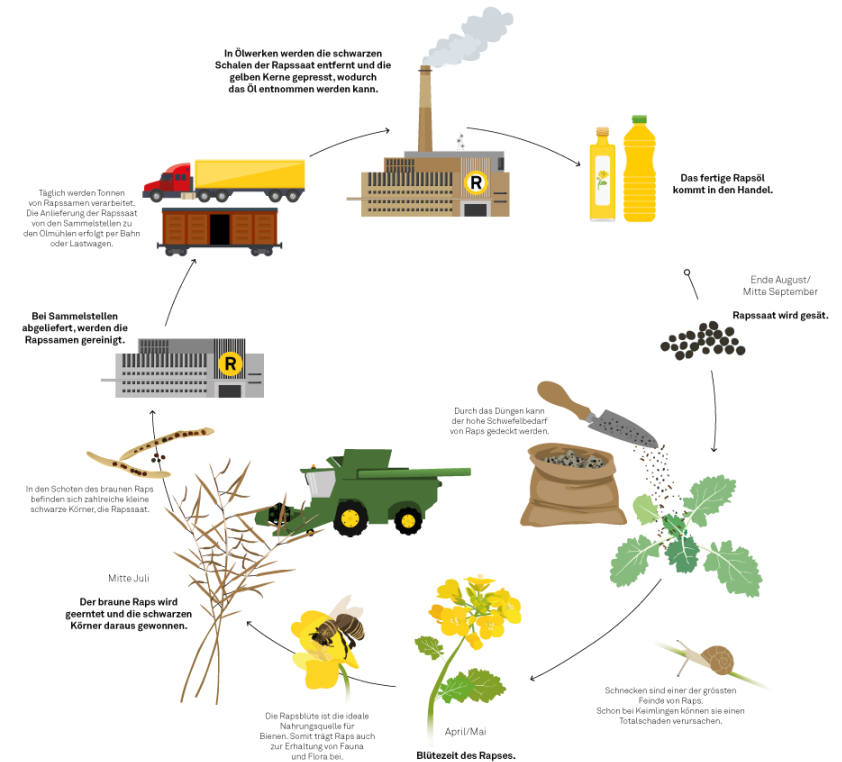 In Ölwerken werden die schwarzen
Schalen der Rapssaat entfernt und die
gelben Kerne gepresst, wodurch
das Öl entnommen werden kann.
R
Das fertige Rapsöl
kommt in den Handel.
Täglich werden Tonnen
von Rapssamen verarbeitet.
Die Anlieferung der Rapssaat
von den Sammelstellen zu
den Ölmühlen erfolgt per Bahn
oder Lastwagen.
Ende August/
Mitte September
Rapssaat wird gesät.
Bei Sammelstellen
abgeliefert, werden die
Rapssamen gereinigt.
R
Durch das Düngen kann
der hohe Schwefelbedarf
von Raps gedeckt werden.
In den Schoten des braunen Raps
befinden sich zahlreiche kleine
schwarze Körner, die Rapssaat.
Mitte Juli
Der braune Raps wird
geerntet und die schwarzen
Körner daraus gewonnen.
Schnecken sind einer der grössten
Feinde von Raps.
Schon bei Keimlingen können sie einen
Totalschaden verursachen.
Die Rapsblüte ist die ideale
Nahrungsquelle für
Bienen. Somit trägt Raps auch
zur Erhaltung von Fauna
und Flora bei.
April/Mai
Blütezeit des Rapses.